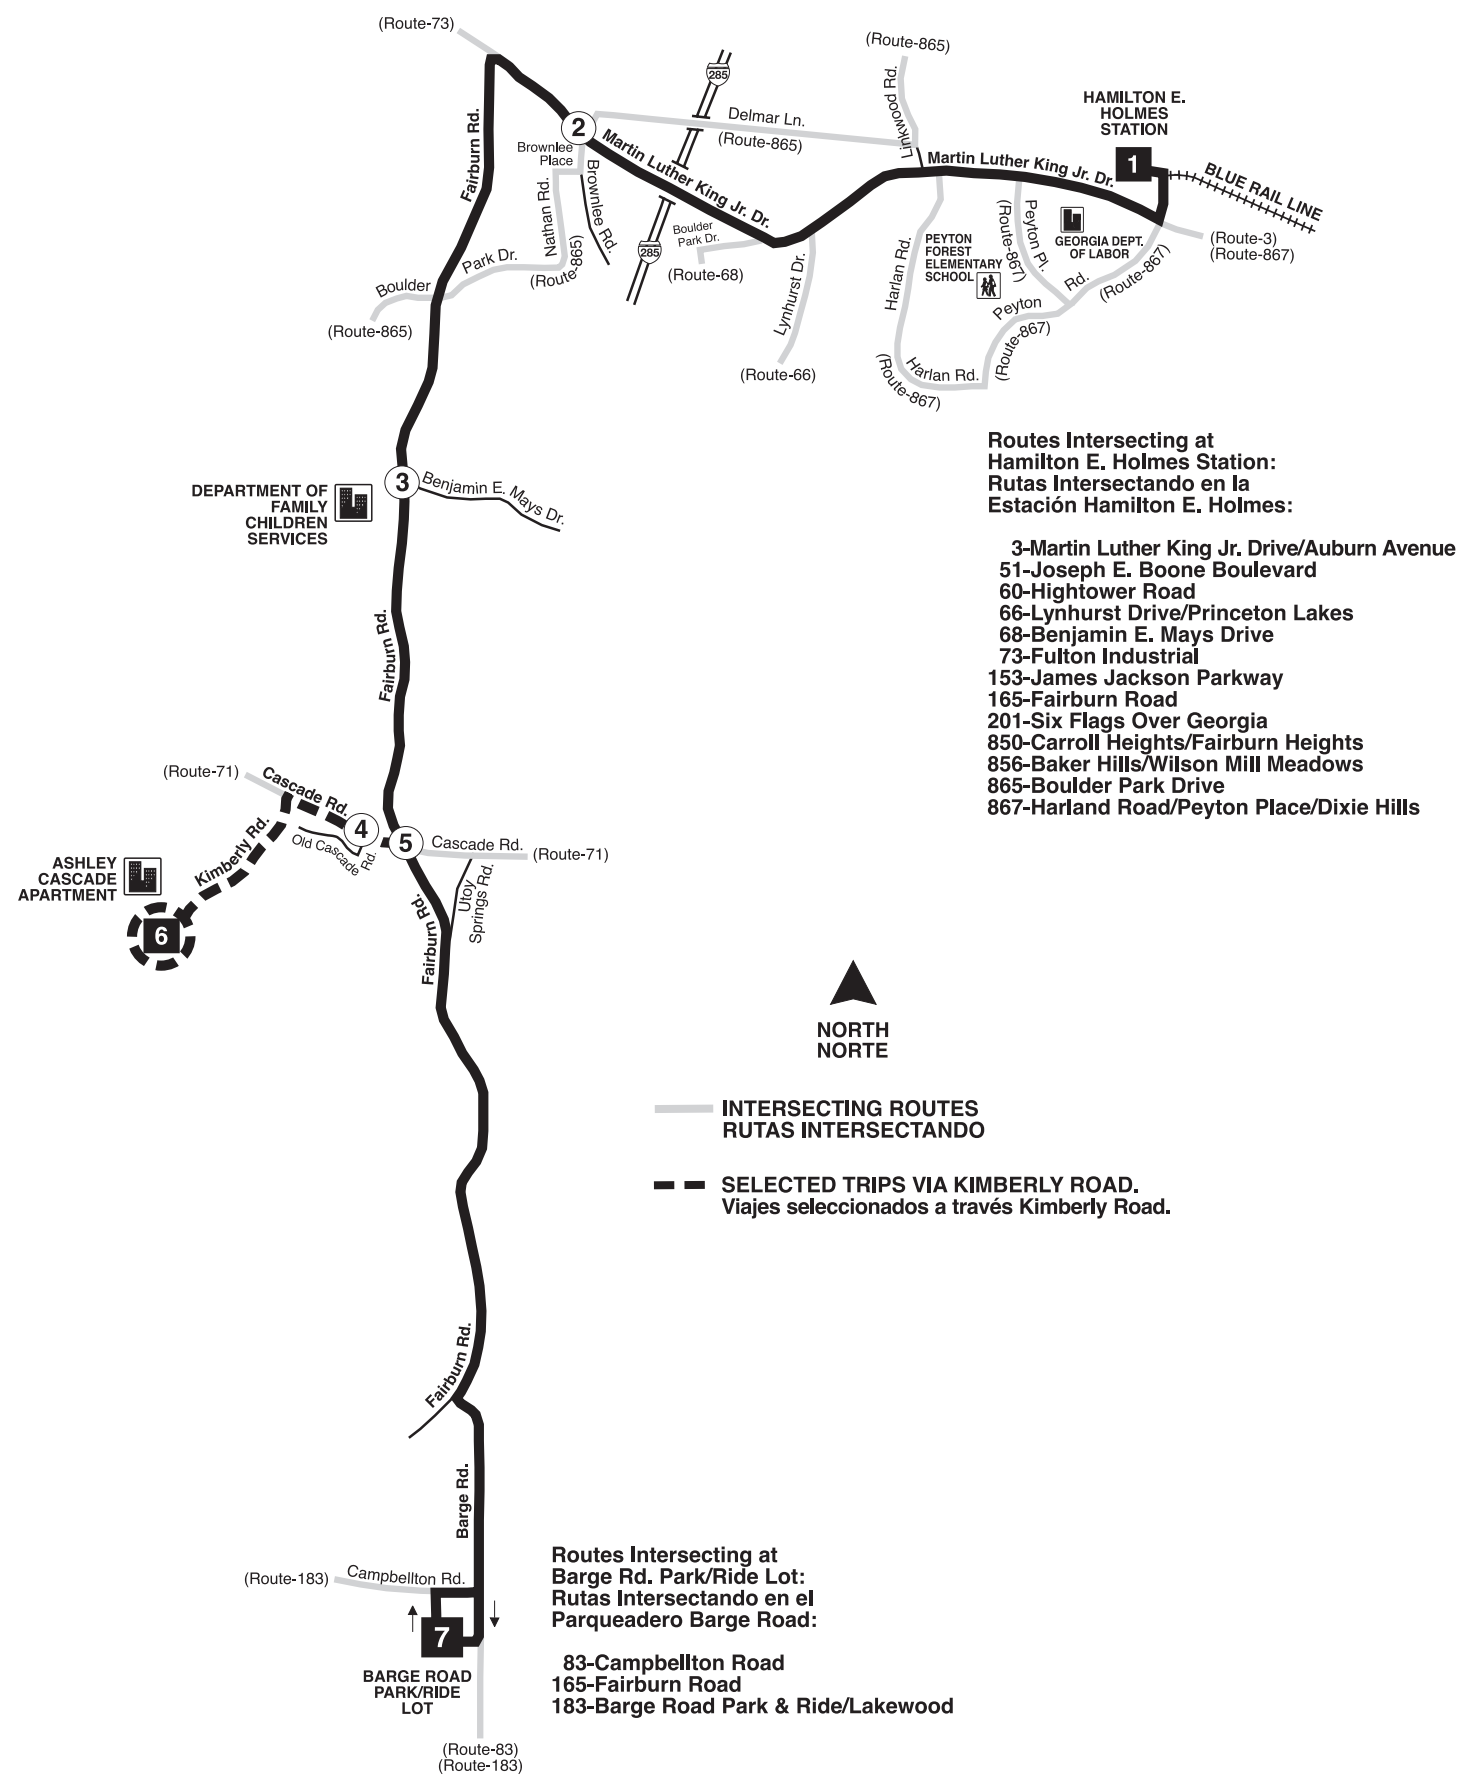 (Route-73)
(Route-865)
285
HAMILTON E.
HOLMES
STATION
Fairburn Rd.
Linkwood Rd.
Delmar Ln.
(Route-865)
2
Martin Luther King Jr. Dr.
Brownlee
Place
Martin Luther King Jr. Dr.
1
BLUE RAIL LINE
Nathan Rd.
(Route-865)
Brownlee Rd.
285
Boulder
Park Dr.
(Route-68)
Lynhurst Dr.
(Route-66)
Harlan Rd.
(Route-867)
PEYTON
FOREST
ELEMENTARY
SCHOOL
Peyton Pl.
(Route-867)
GEORGIA DEPT.
OF LABOR
(Route-3)
(Route-867)
Peyton
Rd.
(Route-867)
(Route-867)
Harlan Rd.
Boulder
Park Dr.
(Route-865)
Routes Intersecting at
Hamilton E. Holmes Station:
Rutas Intersectando en la
Estación Hamilton E. Holmes:
3-Martin Luther King Jr. Drive/Auburn Avenue
51-Joseph E. Boone Boulevard
60-Hightower Road
66-Lynhurst Drive/Princeton Lakes
68-Benjamin E. Mays Drive
73-Fulton Industrial
153-James Jackson Parkway
165-Fairburn Road
201-Six Flags Over Georgia
850-Carroll Heights/Fairburn Heights
856-Baker Hills/Wilson Mill Meadows
865-Boulder Park Drive
867-Harland Road/Peyton Place/Dixie Hills
3
Benjamin E. Mays Dr.
DEPARTMENT OF
FAMILY
CHILDREN
SERVICES
Fairburn Rd.
(Route-71)
Cascade Rd.
4
5
Cascade Rd.
(Route-71)
Old Cascade
Rd.
Kimberly Rd.
ASHLEY
CASCADE
APARTMENT
6
Fairburn Rd.
Utoy
Springs Rd.
NORTH
NORTE
INTERSECTING ROUTES
RUTAS INTERSECTANDO
SELECTED TRIPS VIA KIMBERLY ROAD.
Viajes seleccionados a través Kimberly Road.
Fairburn Rd.
Barge Rd.
(Route-183)
Campbellton Rd.
7
BARGE ROAD
PARK/RIDE
LOT
Routes Intersecting at
Barge Rd. Park/Ride Lot:
Rutas Intersectando en el
Parqueadero Barge Road:
83-Campbellton Road
165-Fairburn Road
183-Barge Road Park & Ride/Lakewood
(Route-83)
(Route-183)